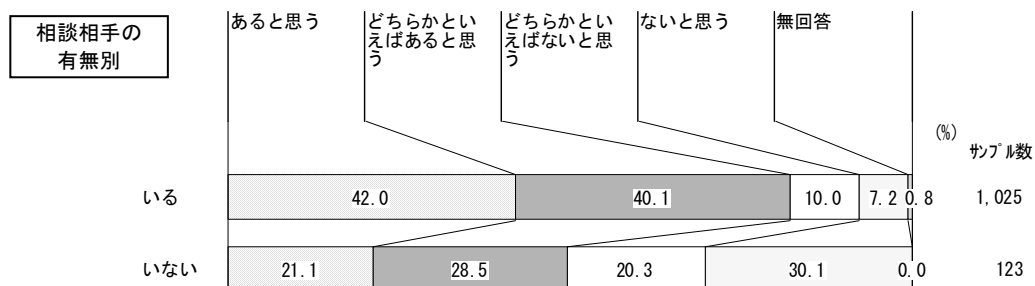 相談相手の
有無別
あると思う
どちらかとい
えばあると思
う
どちらかとい
えばないと思
う
ないと思う
無回答
(%)
ｻﾝﾌﾟﾙ数
いる
42.0
40.1
10.0
7.2
0.8
1,025
いない
21.1
28.5
20.3
30.1
0.0
123